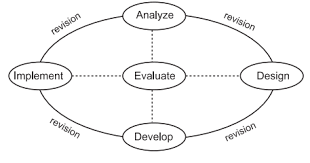 Analyze
revision
revision
Implement
Evaluate
Design
revision
revision
Develop